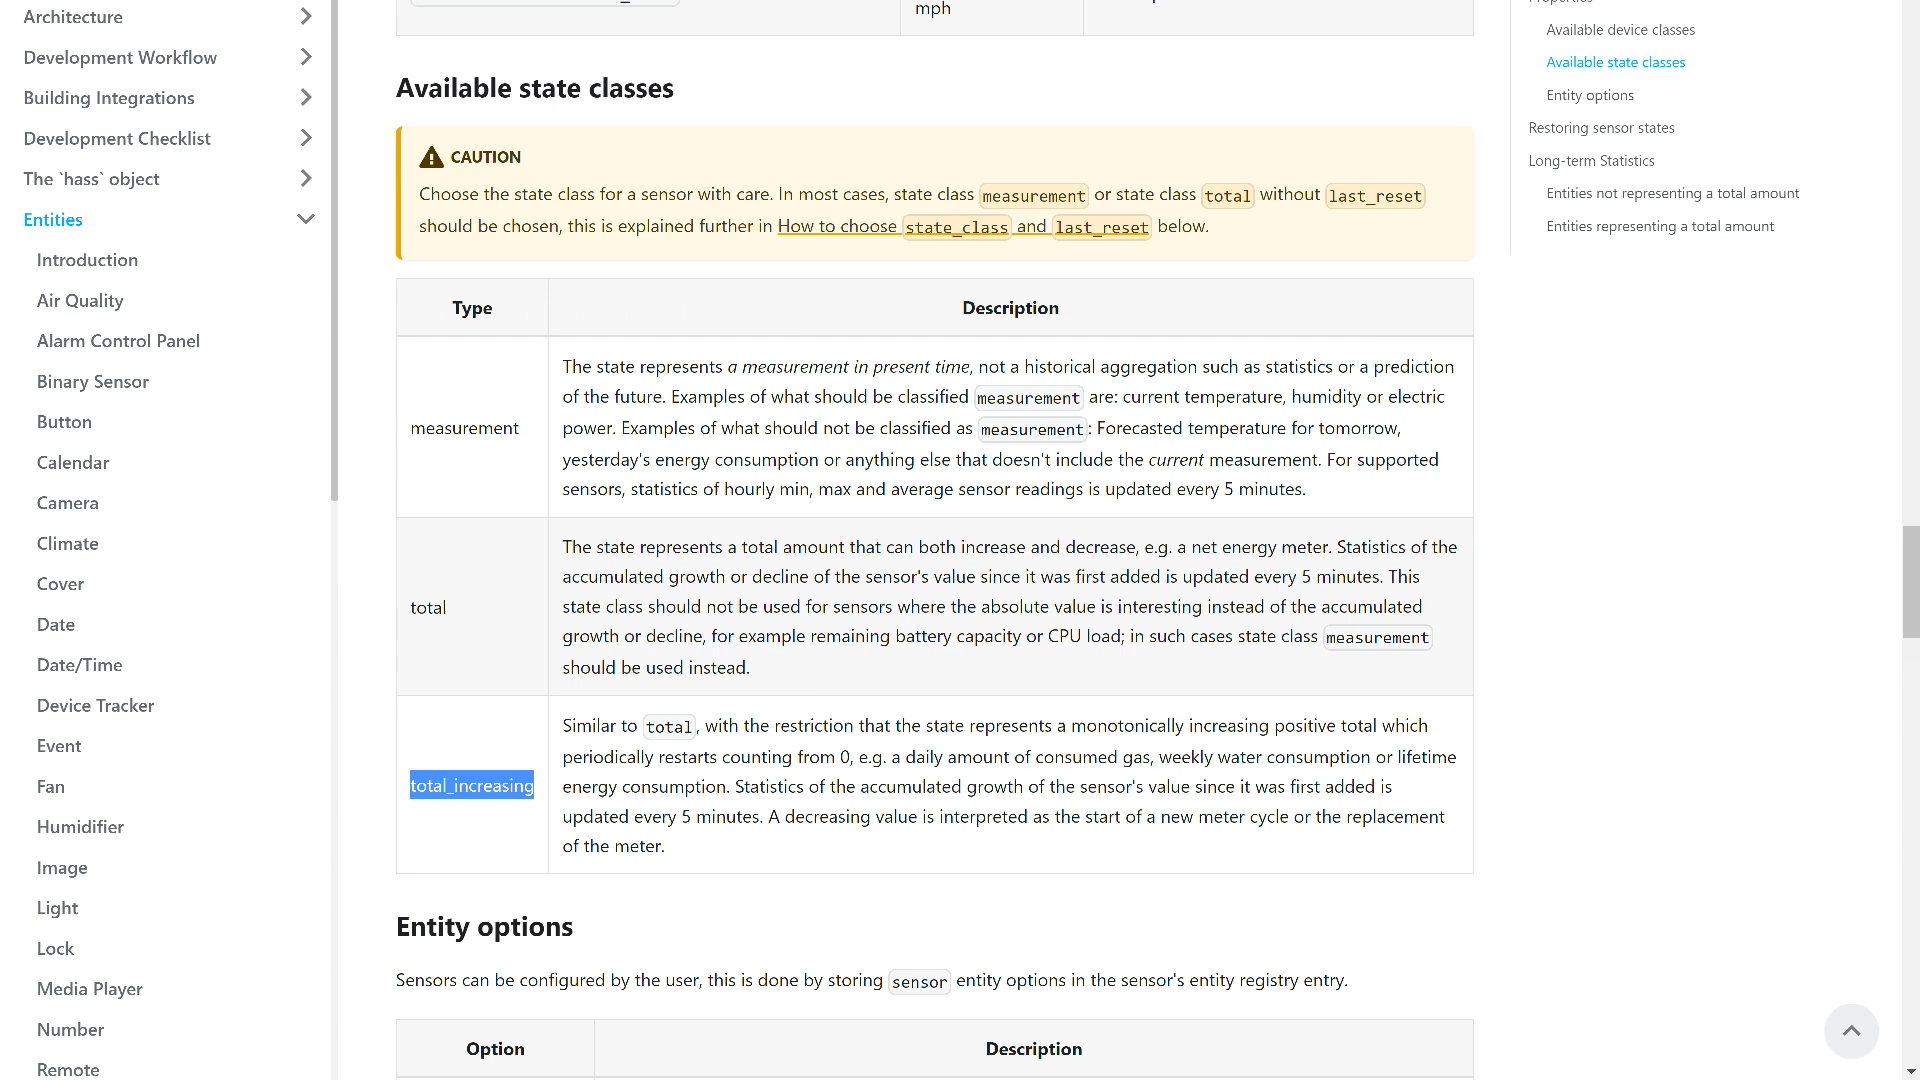 Architecture
Development Workflow
Building Integrations
Development Checklist
The `hass` object
Entities
Introduction
Air Quality
Alarm Control Panel
Binary Sensor
Button
Calendar
Camera
Climate
Cover
Date
Date/Time
Device Tracker
Event
Fan
Humidifier
Image
Light
Lock
Media Player
Number
Remote
mph
Available state classes
CAUTION
Choose the state class for a sensor with care. In most cases, state class measurement or state class total without last_reset
should be chosen, this is explained further in How to choose state_class and last_reset below.
Type Description
measurement
The state represents a measurement in present time, not a historical aggregation such as statistics or a prediction
of the future. Examples of what should be classified measurement are: current temperature, humidity or electric
power. Examples of what should not be classified as measurement: Forecasted temperature for tomorrow,
yesterday's energy consumption or anything else that doesn't include the current measurement. For supported
sensors, statistics of hourly min, max and average sensor readings is updated every 5 minutes.
total
The state represents a total amount that can both increase and decrease, e.g. a net energy meter. Statistics of the
accumulated growth or decline of the sensor's value since it was first added is updated every 5 minutes. This
state class should not be used for sensors where the absolute value is interesting instead of the accumulated
growth or decline, for example remaining battery capacity or CPU load; in such cases state class measurement
should be used instead.
total_increasing
Similar to total, with the restriction that the state represents a monotonically increasing positive total which
periodically restarts counting from 0, e.g. a daily amount of consumed gas, weekly water consumption or lifetime
energy consumption. Statistics of the accumulated growth of the sensor's value since it was first added is
updated every 5 minutes. A decreasing value is interpreted as the start of a new meter cycle or the replacement
of the meter.
Entity options
Sensors can be configured by the user, this is done by storing sensor entity options in the sensor's entity registry entry.
Option Description
Properties
Available device classes
Available state classes
Entity options
Restoring sensor states
Long-term Statistics
Entities not representing a total amount
Entities representing a total amount